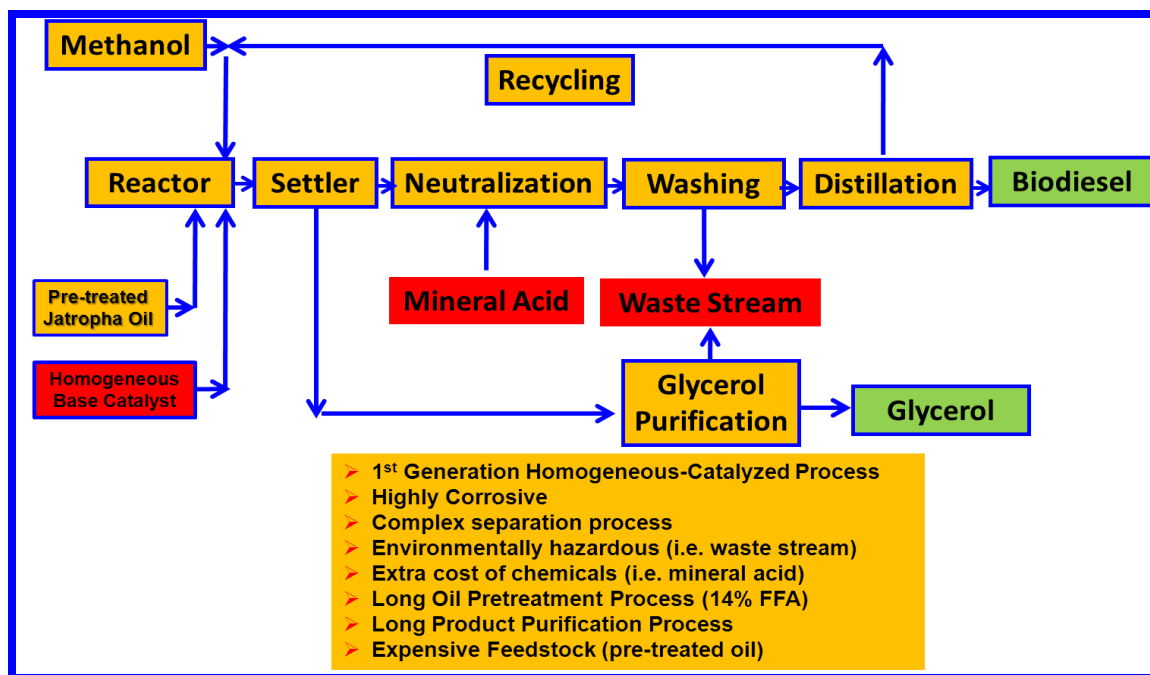 Methanol
Recycling
Reactor
Settler
Neutralization
Washing
Distillation
Biodiesel
Pre-treated
Jatropha Oil
Mineral Acid
Waste Stream
Homogeneous
Base Catalyst
Glycerol
Purification
Glycerol
➢ 1st Generation Homogeneous-Catalyzed Process
➢ Highly Corrosive
➢ Complex separation process
➢ Environmentally hazardous (i.e. waste stream)
➢ Extra cost of chemicals (i.e. mineral acid)
➢ Long Oil Pretreatment Process (14% FFA)
➢ Long Product Purification Process
➢ Expensive Feedstock (pre-treated oil)